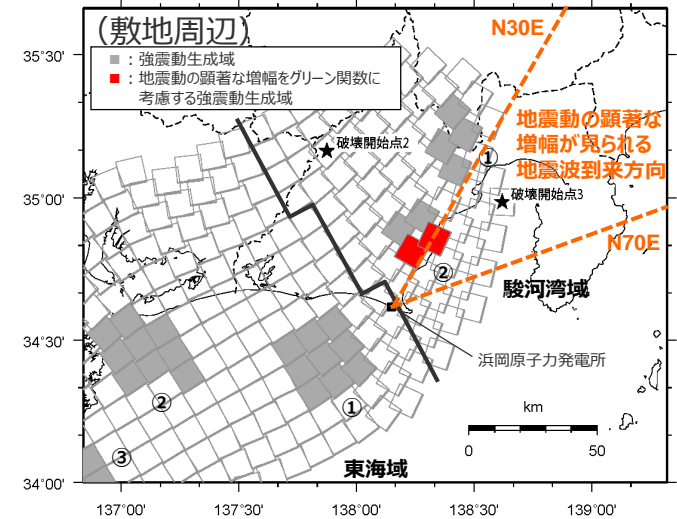 (敷地周辺)
■：強震動生成域
■：地震動の顕著な増幅をグリーン関数に
考慮する強震動生成域
N30E
地震動の顕著な
増幅が見られる
地震波到来方向
N70E
★破壊開始点2
★破壊開始点3
①
②
駿河湾域
浜岡原子力発電所
①
②
③
東海域
km
0
50
35°30'
35°00'
34°30'
34°00'
137°00'
137°30'
138°00'
138°30'
139°00'